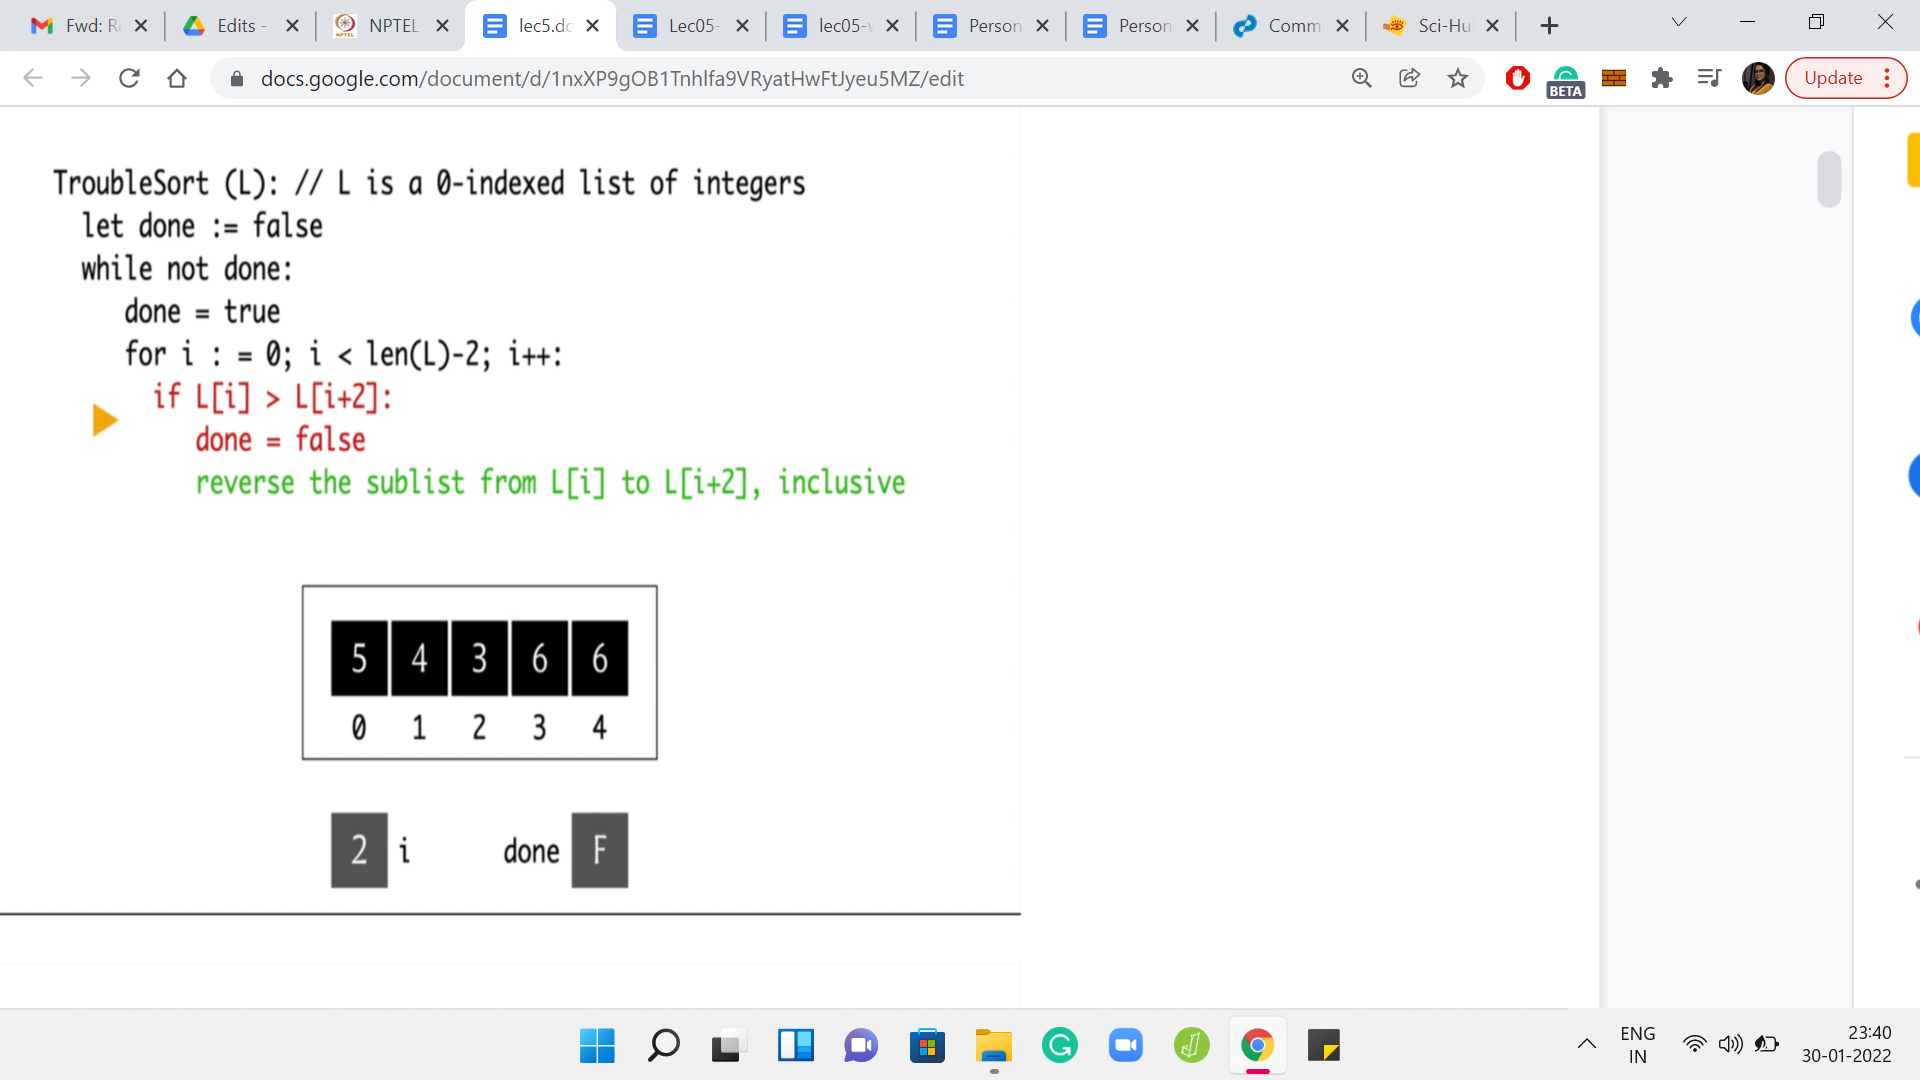 Fwd: Re
Edits -
NPTEL
lec5.do
Lec05-
lec05-v
Person
Person
Comm
Sci-Hu
docs.google.com/document/d/1nxXP9gOB1Tnhlfa9VRyatHwFtJyeu5MZ/edit
BETA
Update
TroubleSort (L): // L is a 0-indexed list of integers
let done := false
while not done:
done = true
for i : = 0; i < len(L)-2; i++:
if L[i] > L[i+2]:
done = false
reverse the sublist from L[i] to L[i+2], inclusive
5 4 3 6 6
0 1 2 3 4
2 i done F
ENG
IN
23:40
30-01-2022